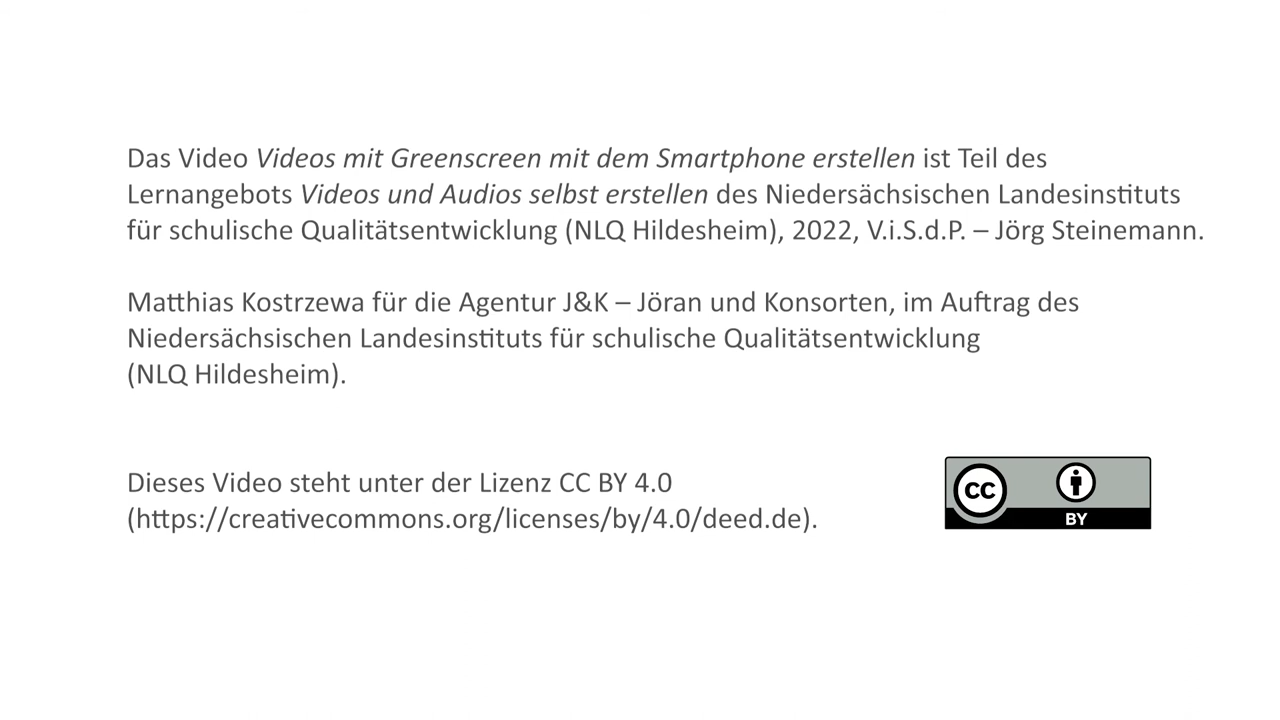 Das Video Videos mit Greenscreen mit dem Smartphone erstellen ist Teil des
Lernangebots Videos und Audios selbst erstellen des Niedersächsischen Landesinstituts
für schulische Qualitätsentwicklung (NLQ Hildesheim), 2022, V.i.S.d.P. – Jörg Steinemann.
Matthias Kostrzewa für die Agentur J&K – Jöran und Konsorten, im Auftrag des
Niedersächsischen Landesinstituts für schulische Qualitätsentwicklung
(NLQ Hildesheim).
Dieses Video steht unter der Lizenz CC BY 4.0
(https://creativecommons.org/licenses/by/4.0/deed.de).
CC
BY